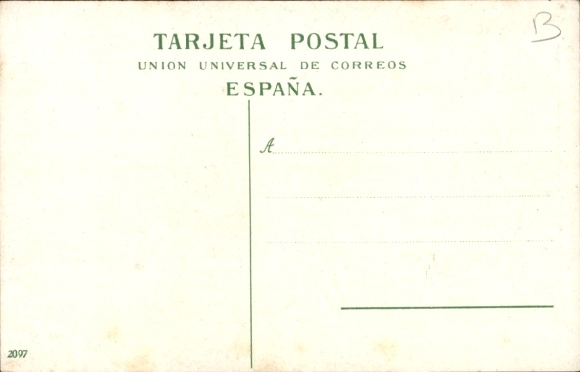 B
TARJETA POSTAL
UNION UNIVERSAL DE CORREOS
ESPAÑA.
A
2097